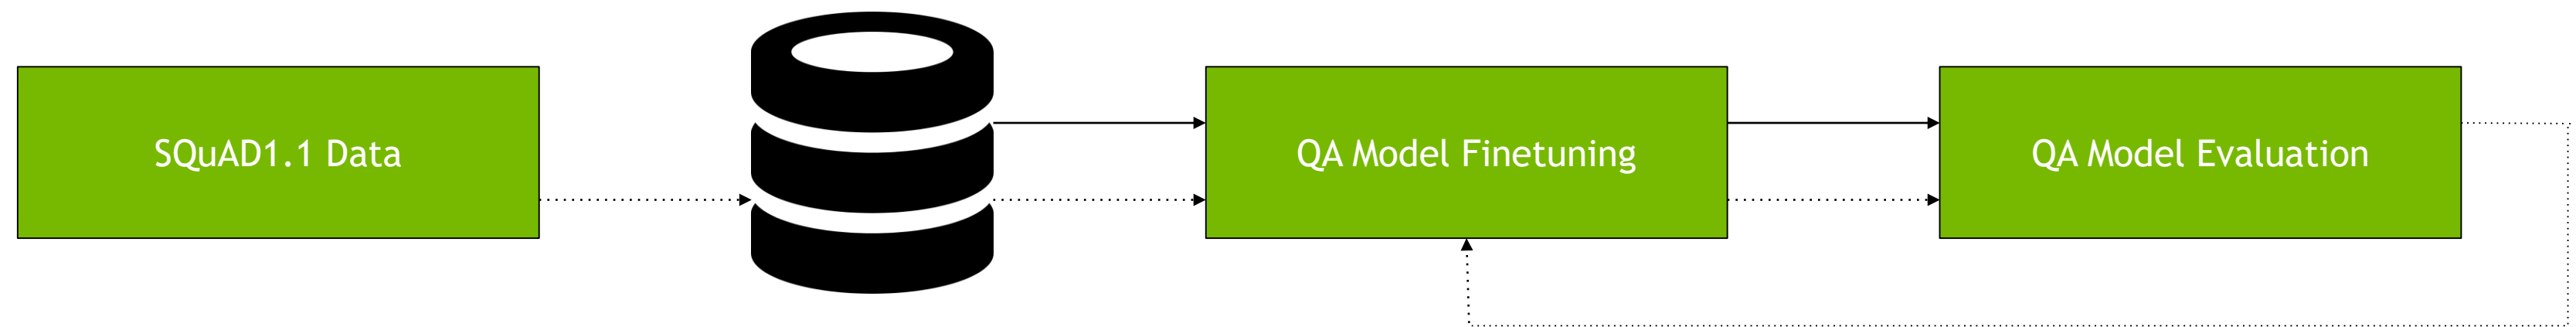 SQuAD1.1 Data
QA Model Finetuning
QA Model Evaluation